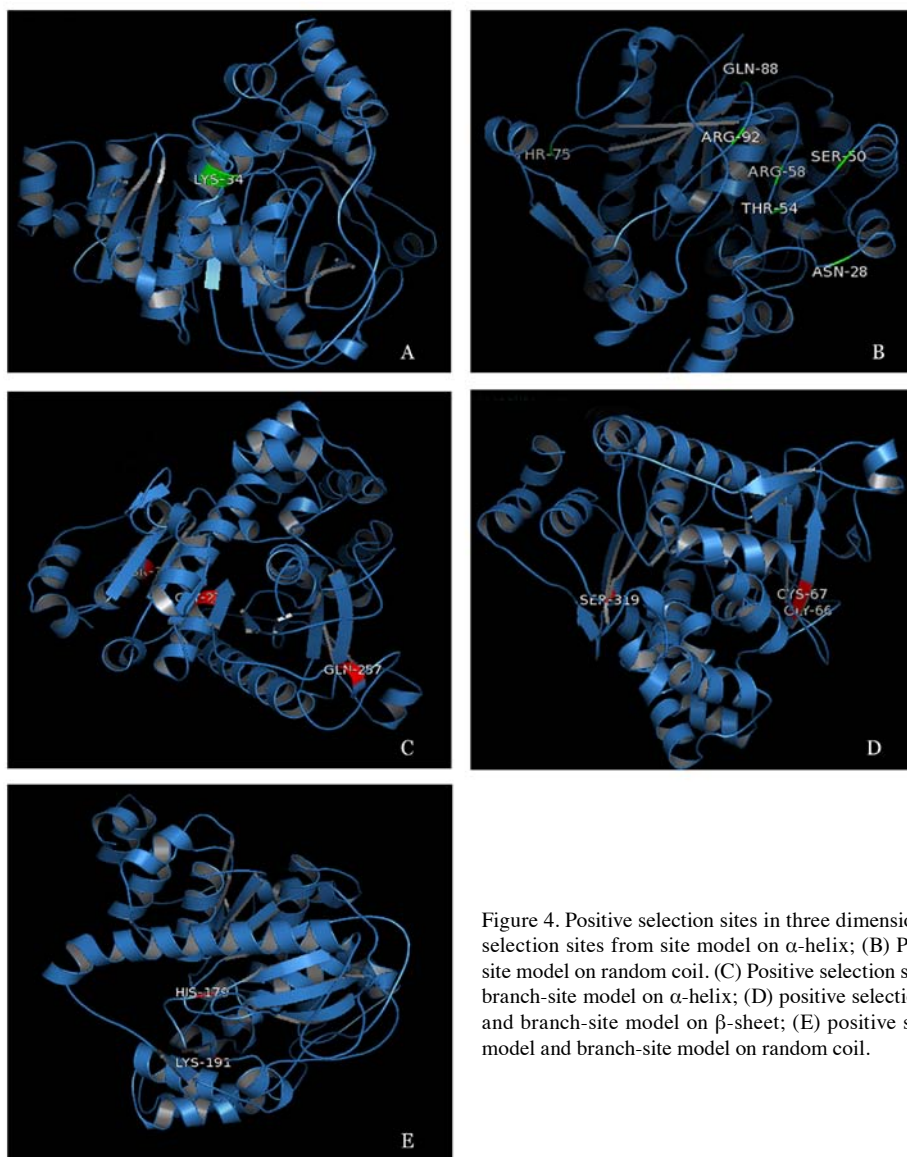 LYS-34
A
GLN-88
ARG-92
SER-50
ARG-58
THR-54
ASN-28
B
GLN-257
C
CYS-67
GLY-66
SER-319
D
HIS-179
LYS-191
E
Figure 4. Positive selection sites in three dimensio
selection sites from site model on α-helix; (B) P
site model on random coil. (C) Positive selection s
branch-site model on α-helix; (D) positive selectio
and branch-site model on β-sheet; (E) positive s
model and branch-site model on random coil.